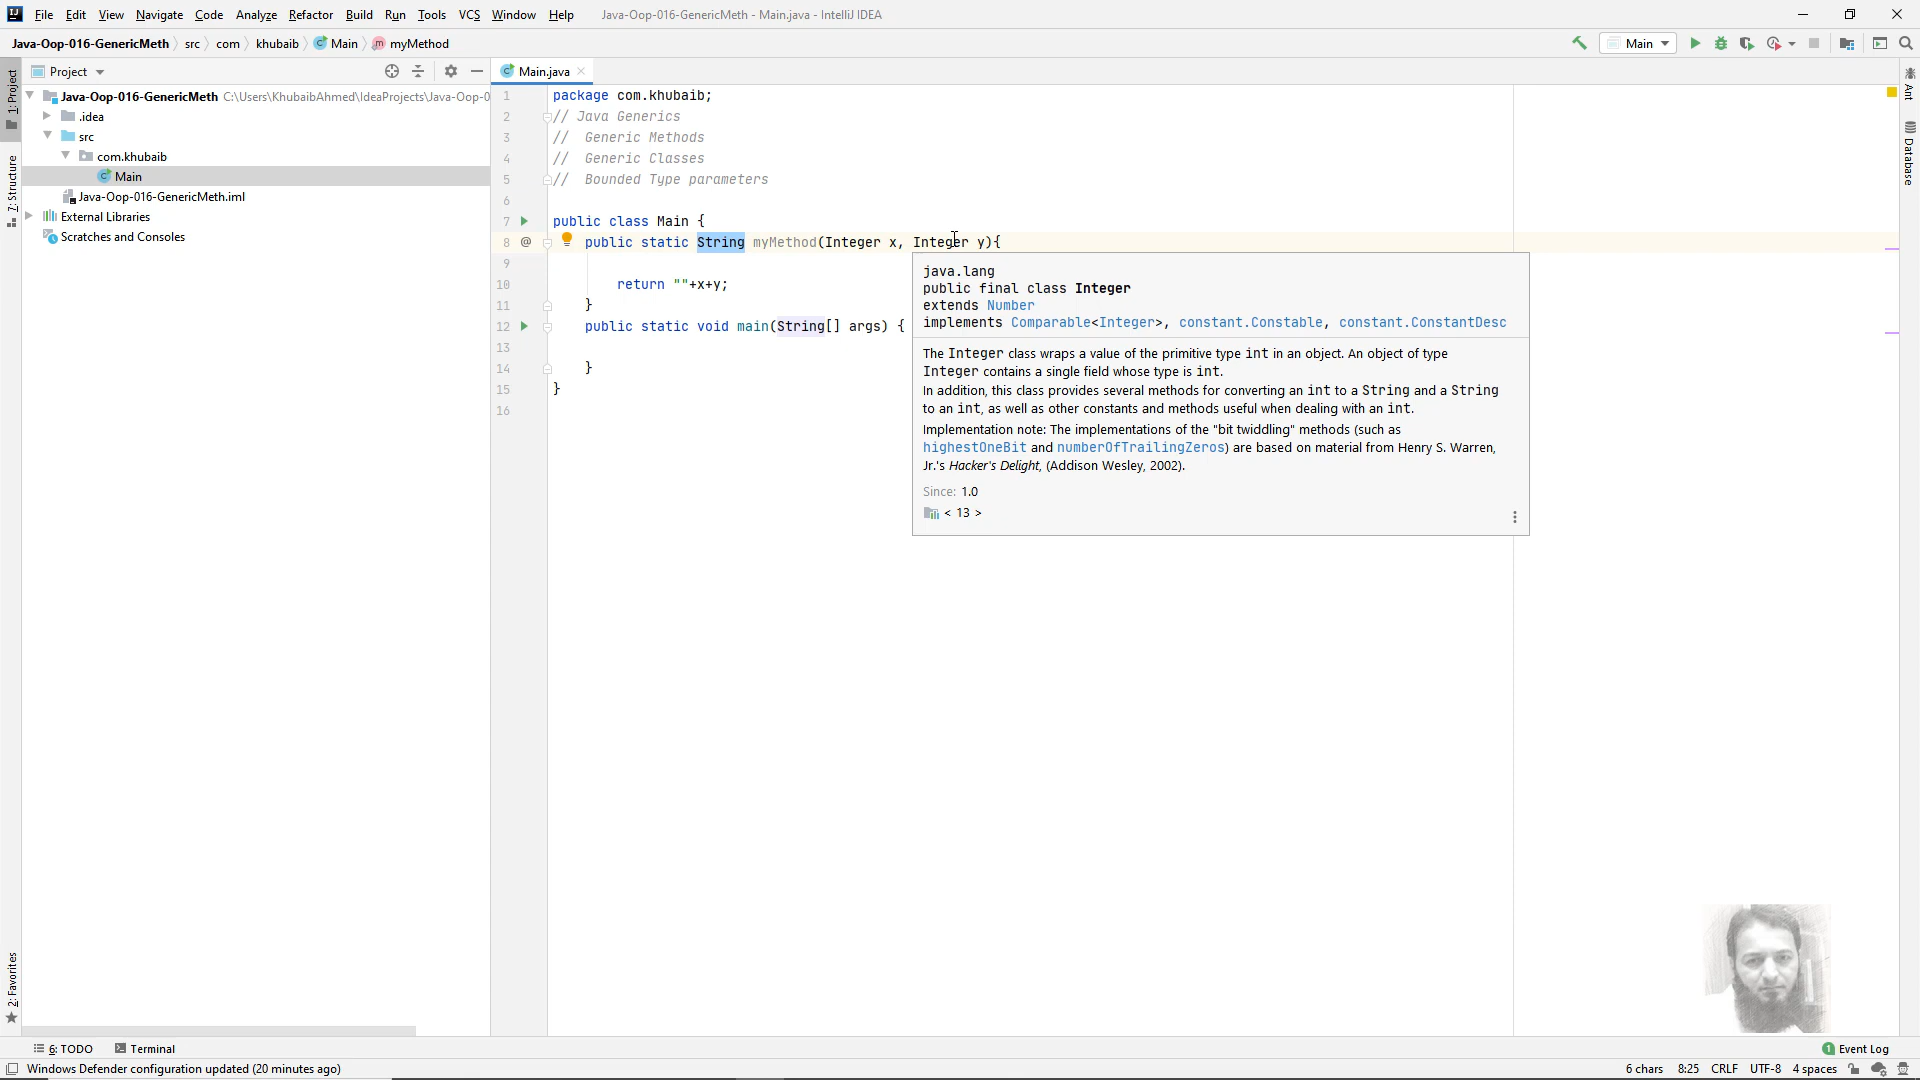 File Edit View Navigate Code Analyze Refactor Build Run Tools VCS Window Help Java-Oop-016-GenericMeth - Main.java - IntelliJ IDEA
Java-Oop-016-GenericMeth src com khubaib Main myMethod
Main
Project
Main.java
1: Project
7: Structure
2: Favorites
Java-Oop-016-GenericMeth C:\Users\KhubaibAhmed\IdeaProjects\Java-Oop-0
.idea
src
com.khubaib
Main
Java-Oop-016-GenericMeth.iml
External Libraries
Scratches and Consoles
1 package com.khubaib;
2 // Java Generics
3 //  Generic Methods
4 //  Generic Classes
5 //  Bounded Type parameters
6
7 public class Main {
8 @ public static String myMethod(Integer x, Integer y){
9
10 return ""+x+y;
11 }
12 public static void main(String[] args) {
13
14 }
15 }
16
java.lang
public final class Integer
extends Number
implements Comparable<Integer>, constant.Constable, constant.ConstantDesc
The Integer class wraps a value of the primitive type int in an object. An object of type
Integer contains a single field whose type is int.
In addition, this class provides several methods for converting an int to a String and a String
to an int, as well as other constants and methods useful when dealing with an int.
Implementation note: The implementations of the "bit twiddling" methods (such as
highestOneBit and numberOfTrailingZeros) are based on material from Henry S. Warren,
Jr.'s Hacker's Delight, (Addison Wesley, 2002).
Since: 1.0
< 13 >
Ant
Database
6: TODO Terminal
1 Event Log
Windows Defender configuration updated (20 minutes ago)
6 chars 8:25 CRLF UTF-8 4 spaces